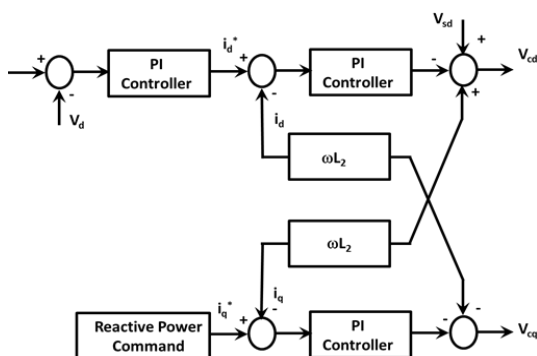 V_sd
+
i_d*
+
PI
Controller
+
PI
Controller
-
V_cd
-
-
+
V_d
i_d
ωL₂
ωL₂
i_q
i_q*
-
-
-
+
Reactive Power
Command
PI
Controller
-
V_cq